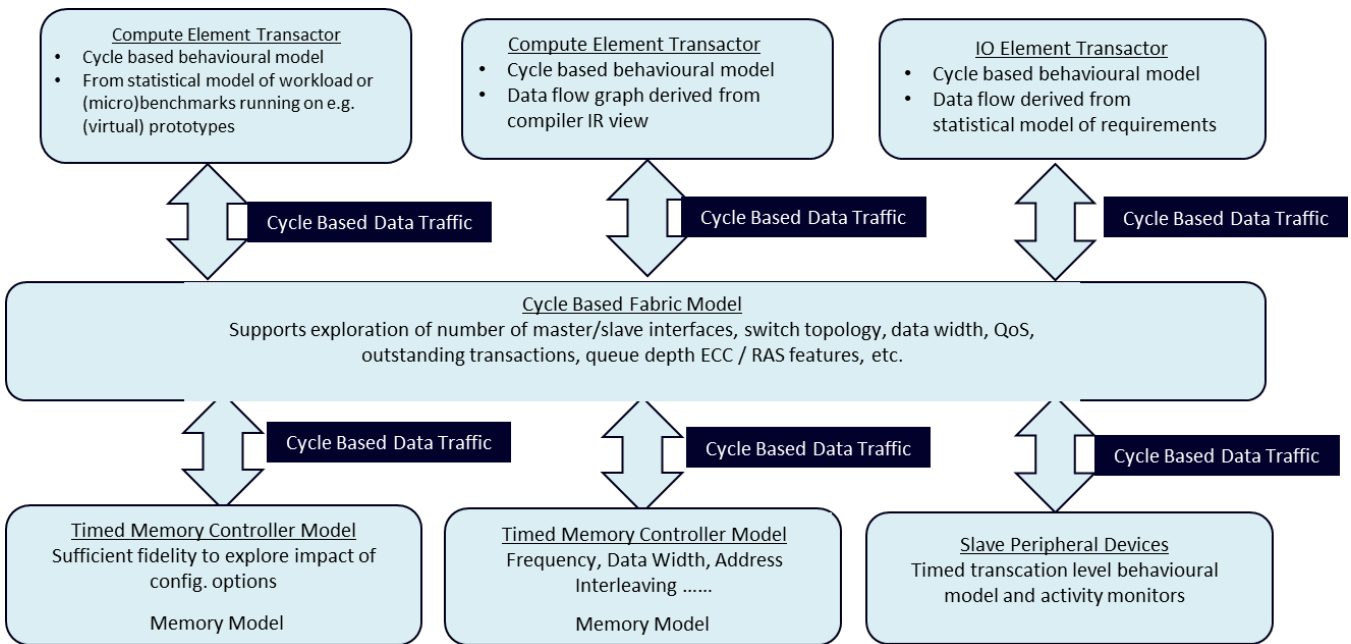 Compute Element Transactor
• Cycle based behavioural model
• From statistical model of workload or
(micro)benchmarks running on e.g.
(virtual) prototypes
Compute Element Transactor
• Cycle based behavioural model
• Data flow graph derived from
compiler IR view
IO Element Transactor
• Cycle based behavioural model
• Data flow derived from
statistical model of requirements
Cycle Based Data Traffic
Cycle Based Data Traffic
Cycle Based Data Traffic
Cycle Based Fabric Model
Supports exploration of number of master/slave interfaces, switch topology, data width, QoS,
outstanding transactions, queue depth ECC / RAS features, etc.
Cycle Based Data Traffic
Cycle Based Data Traffic
Cycle Based Data Traffic
Timed Memory Controller Model
Sufficient fidelity to explore impact of
config. options
Memory Model
Timed Memory Controller Model
Frequency, Data Width, Address
Interleaving ......
Memory Model
Slave Peripheral Devices
Timed transcation level behavioural
model and activity monitors